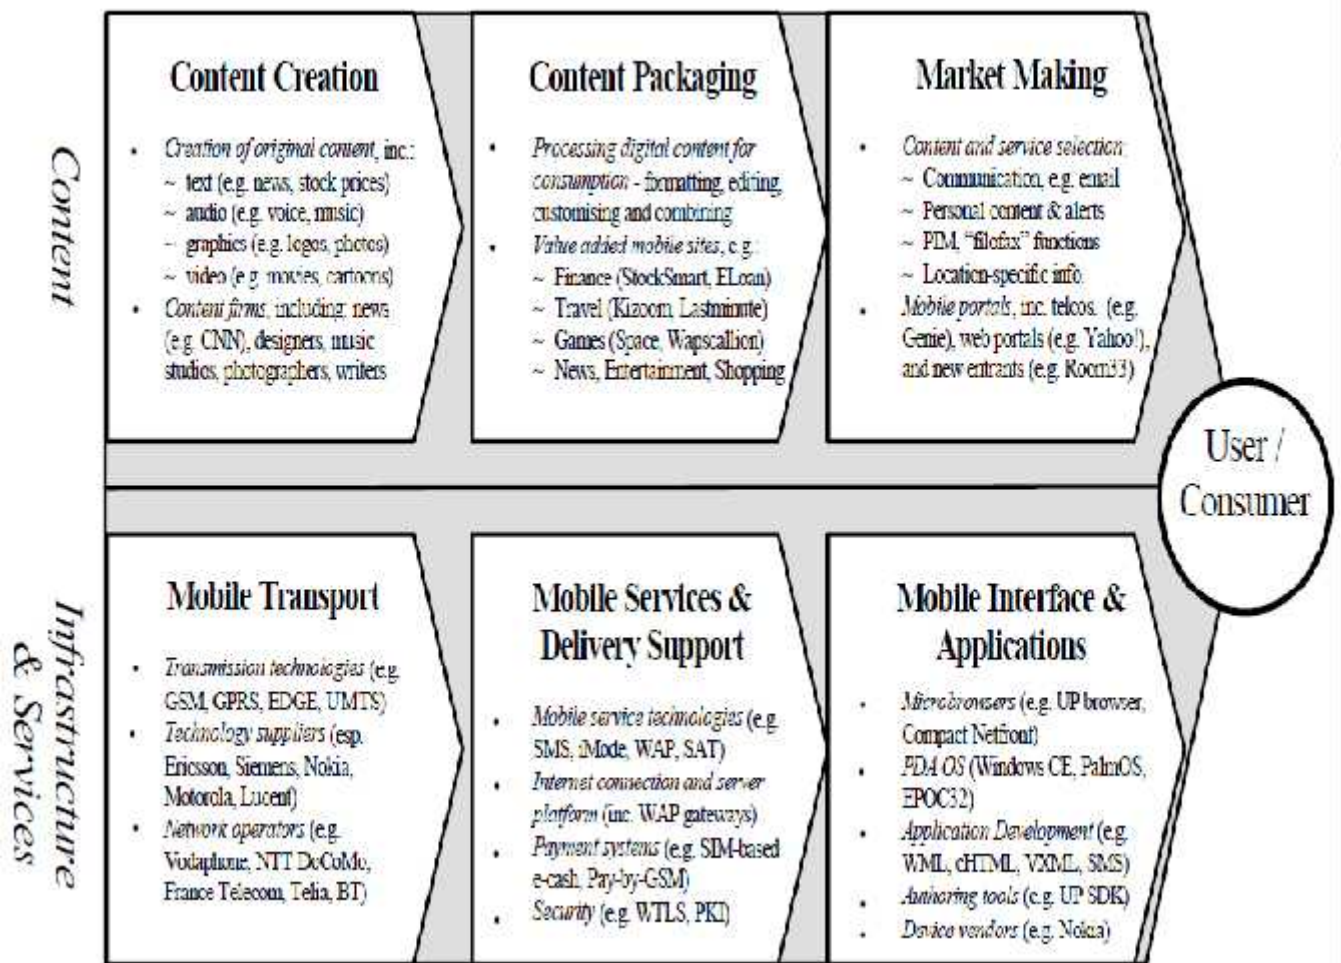 Content
Content Creation
• Creation of original content, inc.:
~ text (e.g. news, stock prices)
~ audio (e.g. voice, music)
~ graphics (e.g. logos, photos)
~ video (e.g. movies, cartoons)
• Content firms, including: news
(e.g. CNN), designers, music
studios, photographers, writers
Content Packaging
• Processing digital content for
consumption - formatting, editing,
customising and combining
• Value added mobile sites, e.g.:
~ Finance (StockSmart, ELoan)
~ Travel (Kizoom, Lastminute)
~ Games (Space, Wapscallion)
~ News, Entertainment, Shopping
Market Making
• Content and service selection:
~ Communication, e.g. email
~ Personal content & alerts
~ PIM, "filofax" functions
~ Location-specific info.
• Mobile portals, inc. telcos. (e.g.
Genie), web portals (e.g. Yahoo!),
and new entrants (e.g. Room33)
User /
Consumer
Infrastructure
& Services
Mobile Transport
• Transmission technologies (e.g.
GSM, GPRS, EDGE, UMTS)
• Technology suppliers (esp.
Ericsson, Siemens, Nokia,
Motorola, Lucent)
• Network operators (e.g.
Vodaphone, NTT DoCoMo,
France Telecom, Telia, BT)
Mobile Services &
Delivery Support
• Mobile service technologies (e.g.
SMS, iMode, WAP, SAT)
• Internet connection and server
platform (inc. WAP gateways)
• Payment systems (e.g. SIM-based
e-cash, Pay-by-GSM)
• Security (e.g. WTLS, PKI)
Mobile Interface &
Applications
• Microbrowsers (e.g. UP browser,
Compact Netfront)
• PDA OS (Windows CE, PalmOS,
EPOC32)
• Application Development (e.g.
WML, cHTML, VXML, SMS)
• Authoring tools (e.g. UP SDK)
• Device vendors (e.g. Nokia)